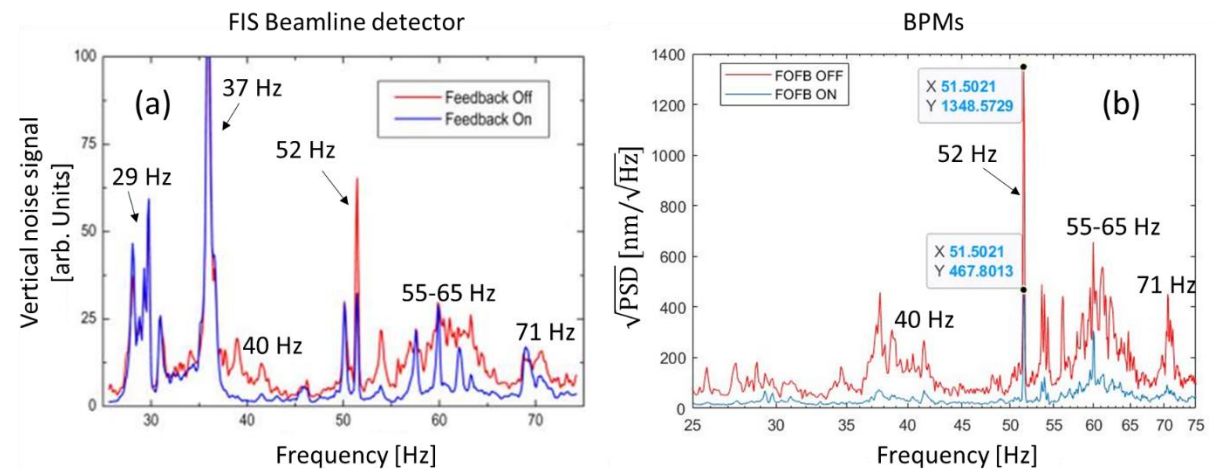 FIS Beamline detector
BPMs
Vertical noise signal
[arb. Units]
100
75
50
25
0
(a)
37 Hz
52 Hz
29 Hz
40 Hz
55-65 Hz
71 Hz
Feedback Off
Feedback On
30
40
50
60
70
Frequency [Hz]
√PSD [nm/√Hz]
1400
1200
1000
800
600
400
200
0
FOFB OFF
FOFB ON
(b)
X 51.5021
Y 1348.5729
52 Hz
X 51.5021
Y 467.8013
55-65 Hz
71 Hz
40 Hz
25
30
35
40
45
50
55
60
65
70
75
Frequency [Hz]